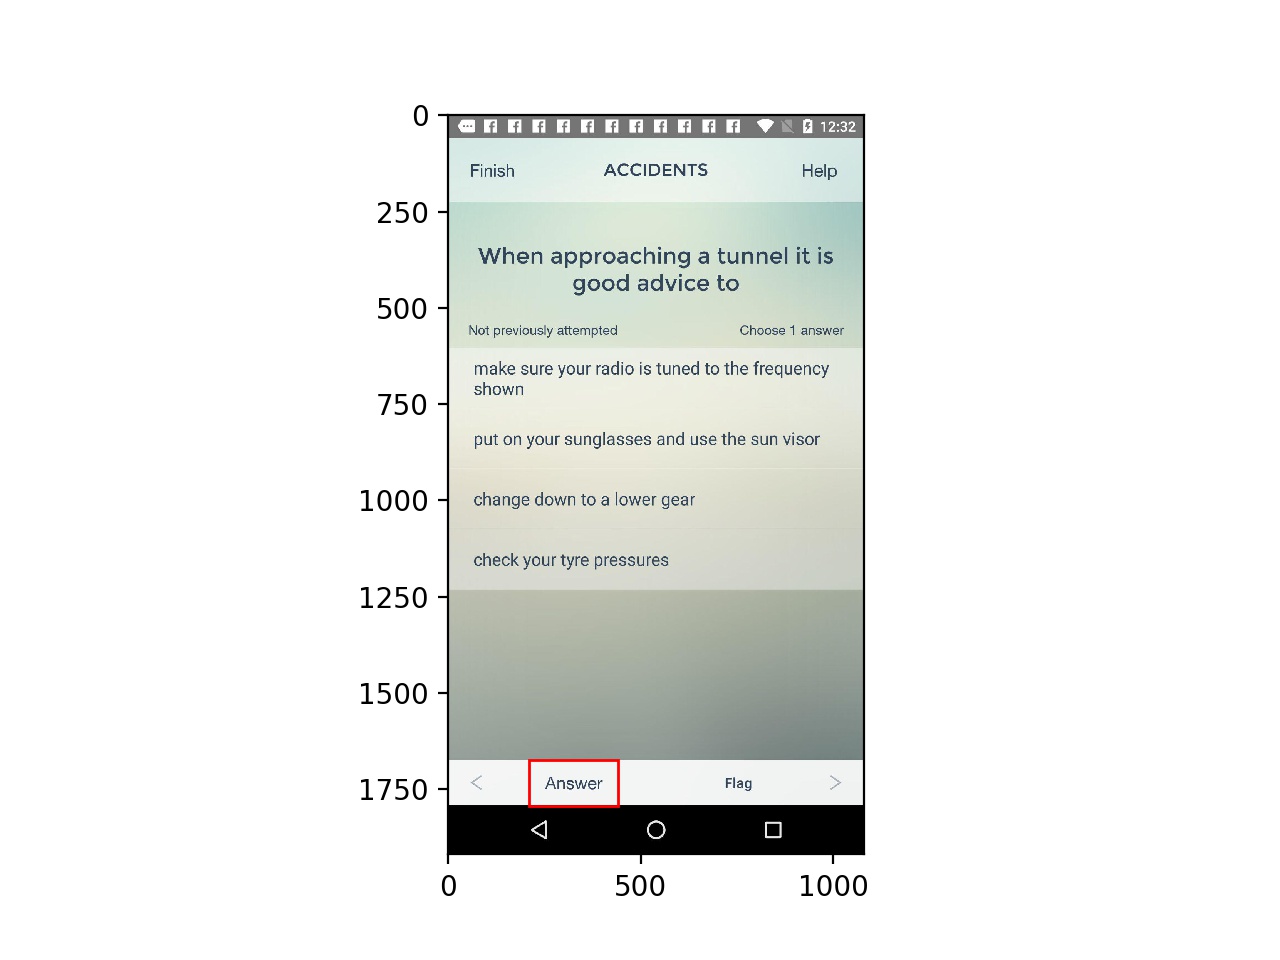 0
250
500
750
1000
1250
1500
1750
0 500 1000
12:32
Finish ACCIDENTS Help
When approaching a tunnel it is
good advice to
Not previously attempted Choose 1 answer
make sure your radio is tuned to the frequency
shown
put on your sunglasses and use the sun visor
change down to a lower gear
check your tyre pressures
< Answer Flag >